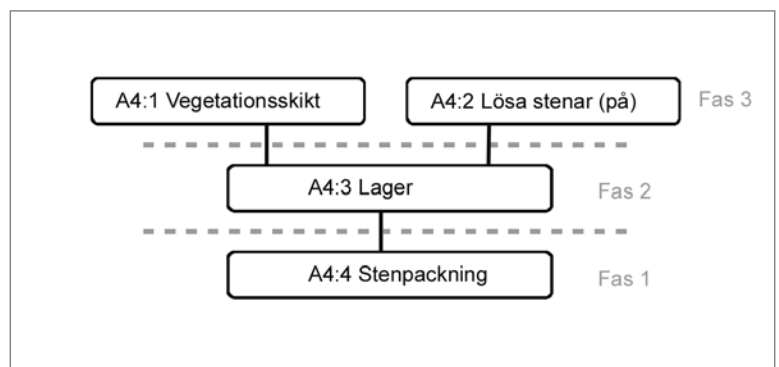 A4:1 Vegetationsskikt
A4:2 Lösa stenar (på)
Fas 3
A4:3 Lager
Fas 2
A4:4 Stenpackning
Fas 1